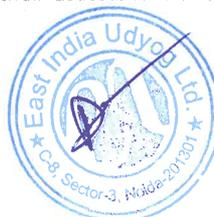 East India Udyog Ltd.
★ C-8, Sector-3, Noida-201301 ★